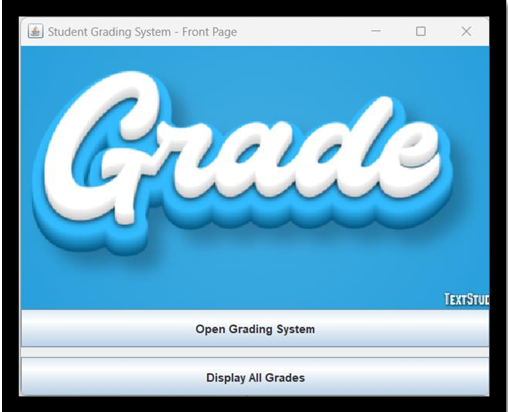 Student Grading System - Front Page
Grade
Open Grading System
Display All Grades